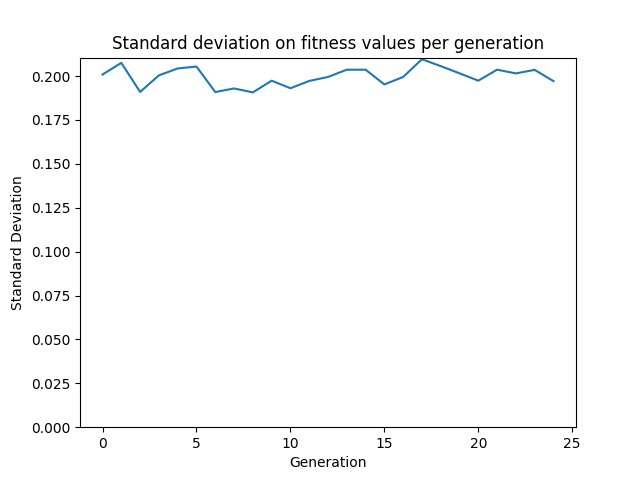 Standard deviation on fitness values per generation
0.200
0.175
0.150
0.125
0.100
0.075
0.050
0.025
0.000
Standard Deviation
0 5 10 15 20 25
Generation